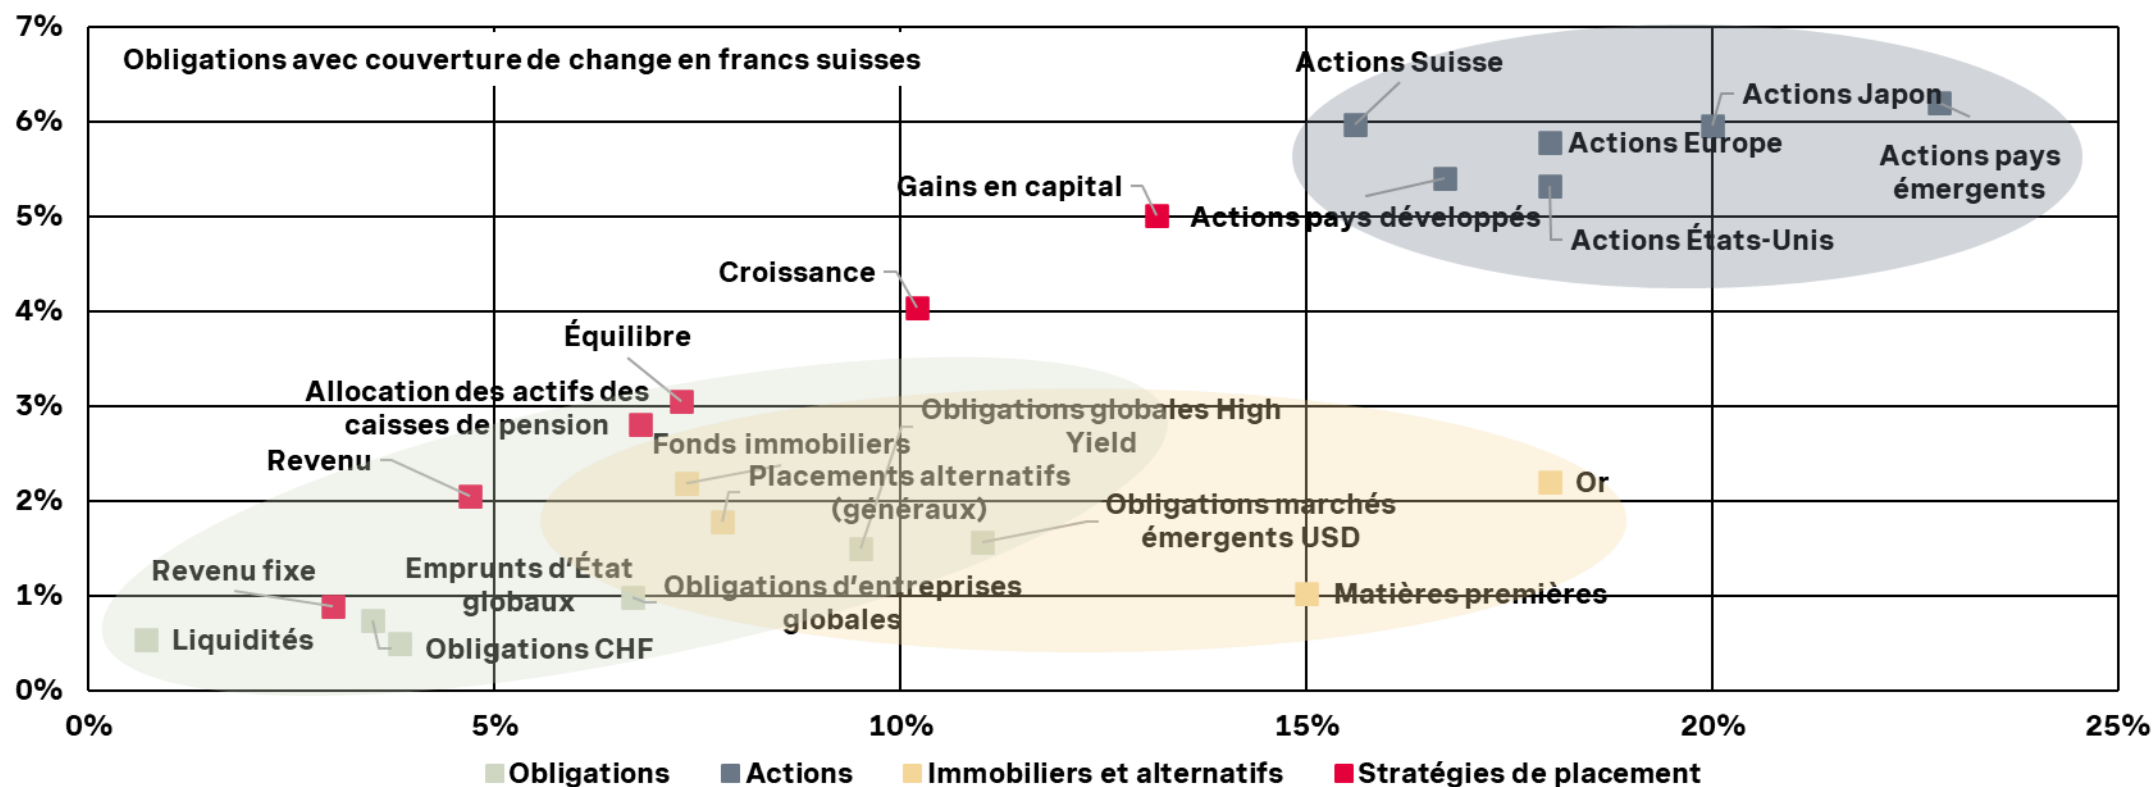 7%
Obligations avec couverture de change en francs suisses
Actions Suisse
Actions Japon
6%
Actions Europe
Actions pays
émergents
Gains en capital
5%
Actions pays développés
Actions États-Unis
Croissance
4%
Équilibre
Allocation des actifs des
caisses de pension
3%
Obligations globales High
Yield
Fonds immobiliers
Revenu
Placements alternatifs
(généraux)
2%
Or
Obligations marchés
émergents USD
Revenu fixe
Emprunts d’État
globaux
Obligations d’entreprises
globales
1%
Matières premières
Liquidités
Obligations CHF
0%
0%
5%
10%
15%
20%
25%
Obligations
Actions
Immobiliers et alternatifs
Stratégies de placement